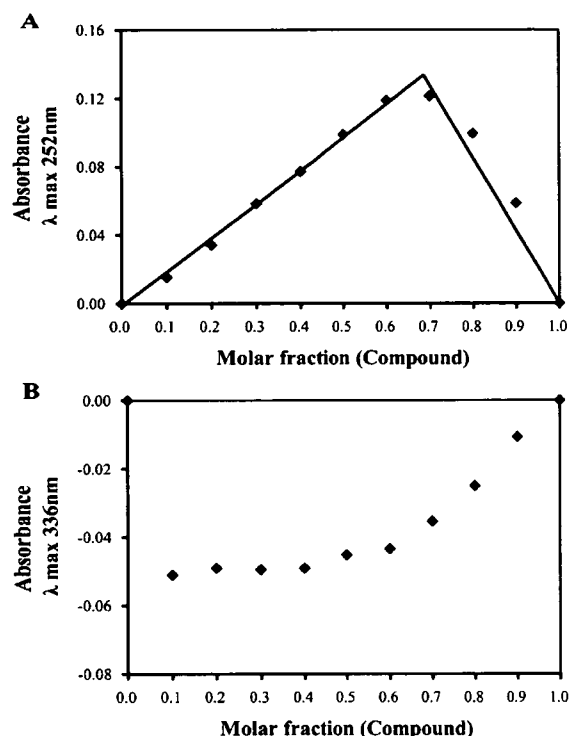 A
0.16
0.12
0.08
0.04
0.00
Absorbance
λ max 252nm
0.0 0.1 0.2 0.3 0.4 0.5 0.6 0.7 0.8 0.9 1.0
Molar fraction (Compound)
B
0.00
-0.02
-0.04
-0.06
-0.08
Absorbance
λ max 336nm
0.0 0.1 0.2 0.3 0.4 0.5 0.6 0.7 0.8 0.9 1.0
Molar fraction (Compound)